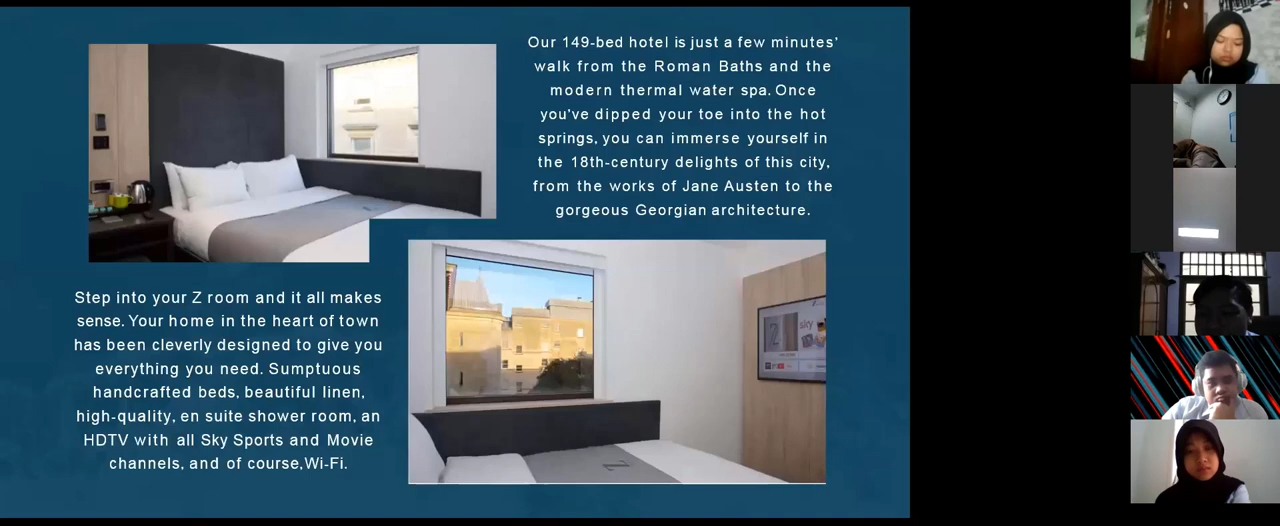 Our 149-bed hotel is just a few minutes'
walk from the Roman Baths and the
modern thermal water spa. Once
you've dipped your toe into the hot
springs, you can immerse yourself in
the 18th-century delights of this city,
from the works of Jane Austen to the
gorgeous Georgian architecture.
Step into your Z room and it all makes
sense. Your home in the heart of town
has been cleverly designed to give you
everything you need. Sumptuous
handcrafted beds, beautiful linen,
high-quality, en suite shower room, an
HDTV with all Sky Sports and Movie
channels, and of course,Wi-Fi.
Z
sky
Z